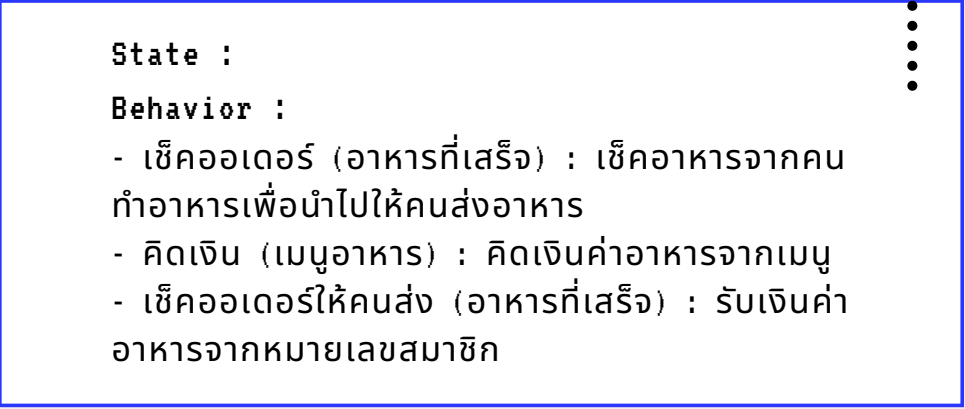 State :
Behavior :
- เช็คออเดอร์ (อาหารที่เสร็จ) : เช็คอาหารจากคน
ทำอาหารเพื่อนำไปให้คนส่งอาหาร
- คิดเงิน (เมนูอาหาร) : คิดเงินค่าอาหารจากเมนู
- เช็คออเดอร์ให้คนส่ง (อาหารที่เสร็จ) : รับเงินค่า
อาหารจากหมายเลขสมาชิก